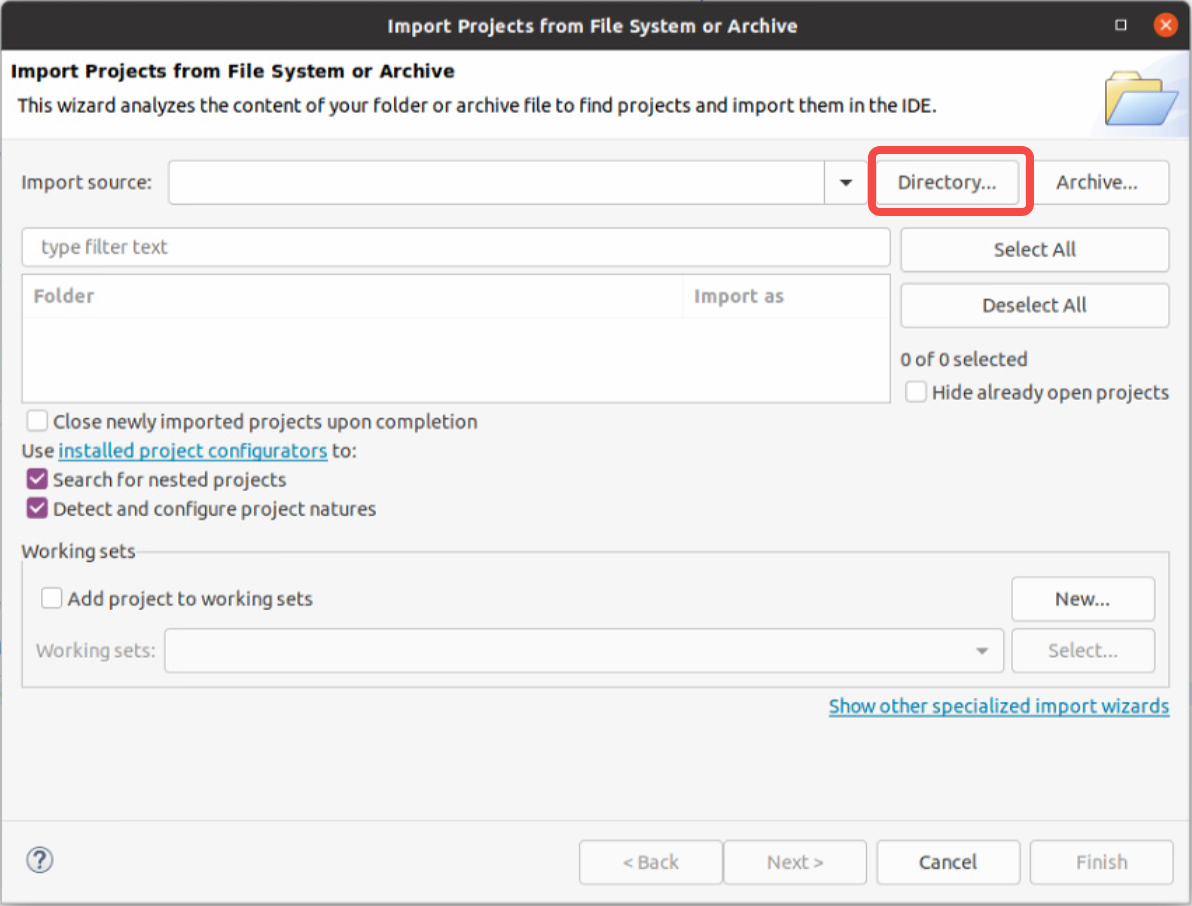 Import Projects from File System or Archive
Import Projects from File System or Archive
This wizard analyzes the content of your folder or archive file to find projects and import them in the IDE.
Import source:
Directory...
Archive...
type filter text
Select All
Folder
Import as
Deselect All
0 of 0 selected
Hide already open projects
Close newly imported projects upon completion
Use installed project configurators to:
Search for nested projects
Detect and configure project natures
Working sets
Add project to working sets
New...
Working sets:
Select...
Show other specialized import wizards
?
< Back
Next >
Cancel
Finish